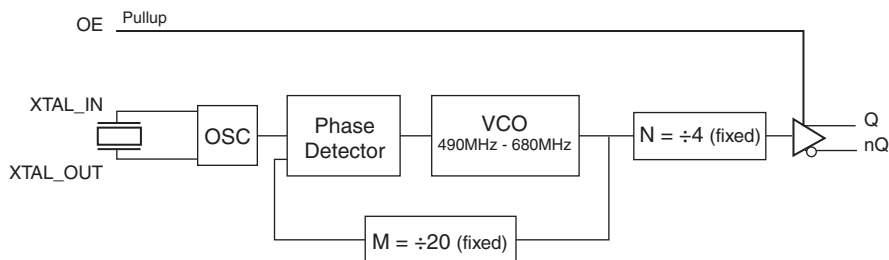 OE Pullup
XTAL_IN
OSC
XTAL_OUT
Phase
Detector
VCO
490MHz - 680MHz
N = ÷4 (fixed)
Q
nQ
M = ÷20 (fixed)